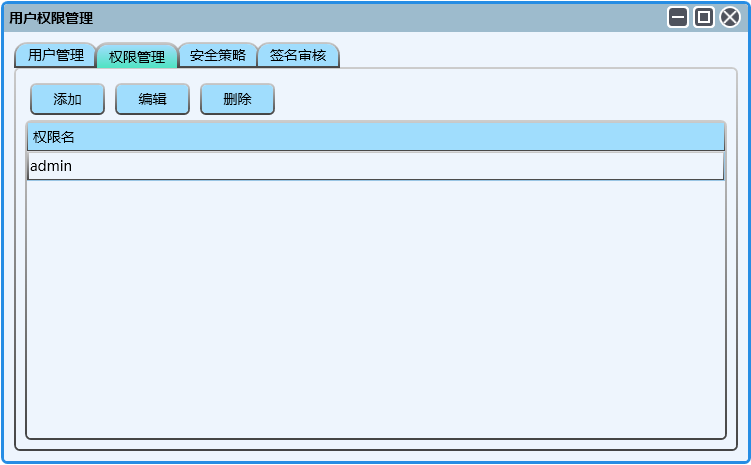 用户权限管理
用户管理 权限管理 安全策略 签名审核
添加 编辑 删除
权限名
admin